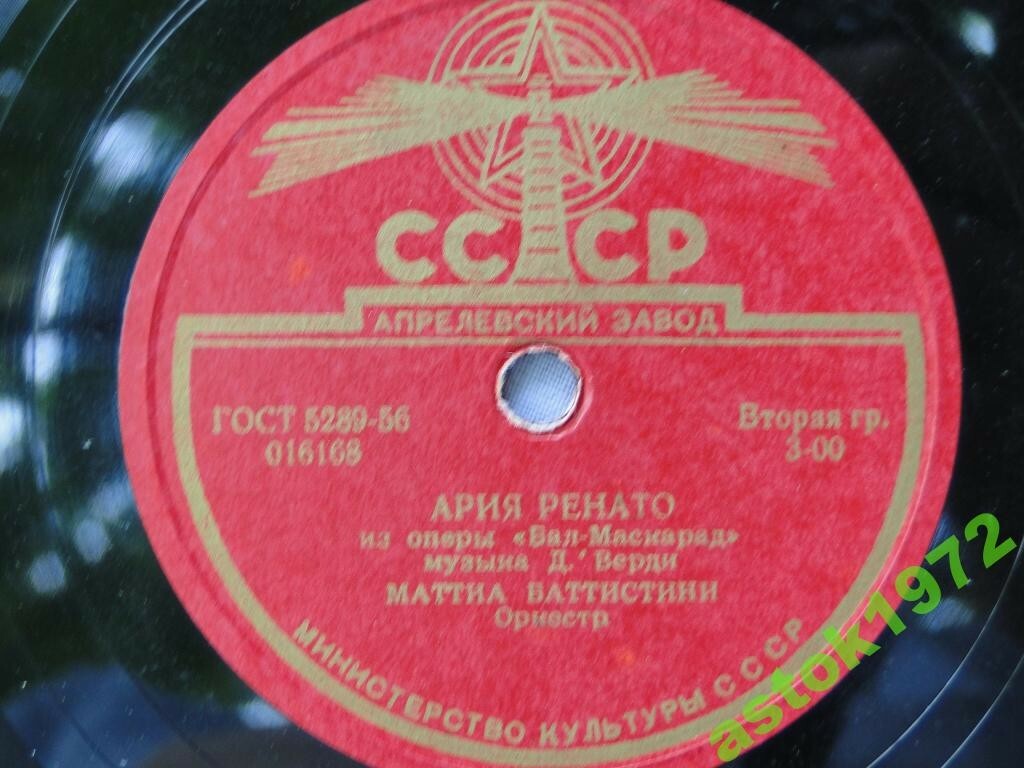 СССР
АПРЕЛЕВСКИЙ ЗАВОД
ГОСТ 5289-56
016168
Вторая гр.
3-00
АРИЯ РЕНАТО
из оперы «Бал-Маскарад»
музыка Д. Верди
МАТТИА БАТТИСТИНИ
Оркестр
МИНИСТЕРСТВО КУЛЬТУРЫ СССР
astok1972